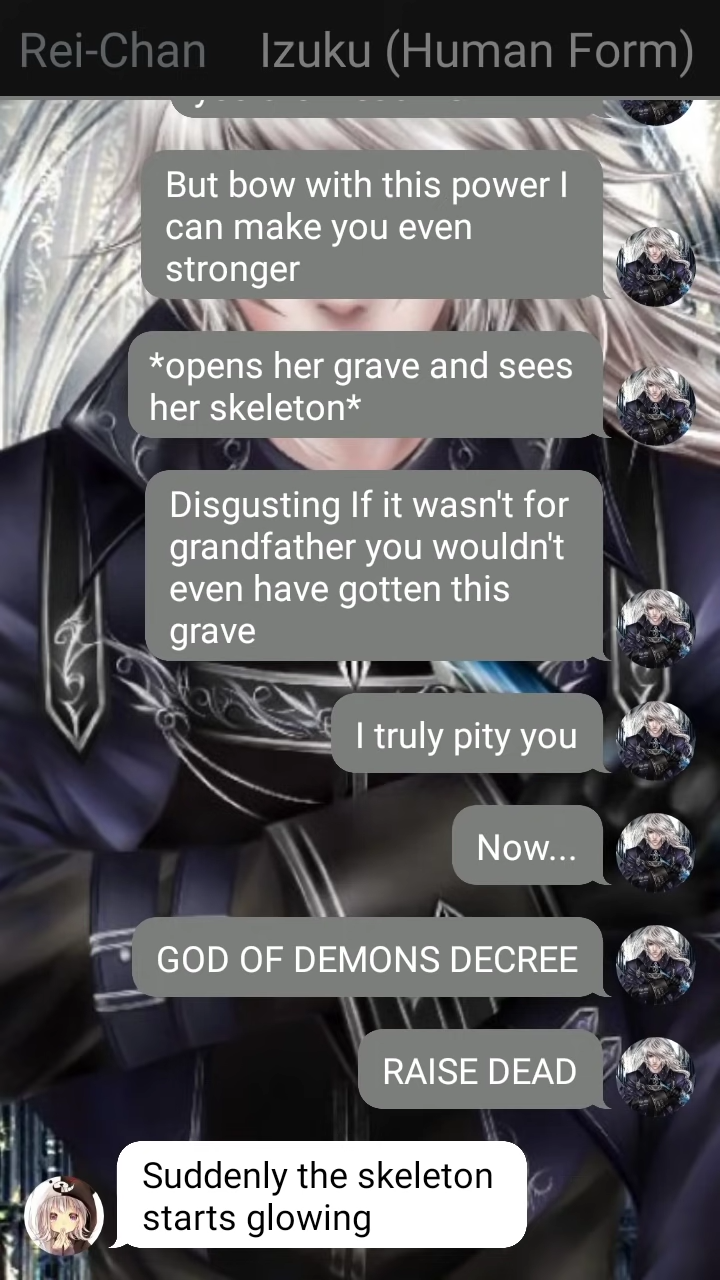 Rei-Chan Izuku (Human Form)
But bow with this power I
can make you even
stronger
*opens her grave and sees
her skeleton*
Disgusting If it wasn't for
grandfather you wouldn't
even have gotten this
grave
I truly pity you
Now...
GOD OF DEMONS DECREE
RAISE DEAD
Suddenly the skeleton
starts glowing